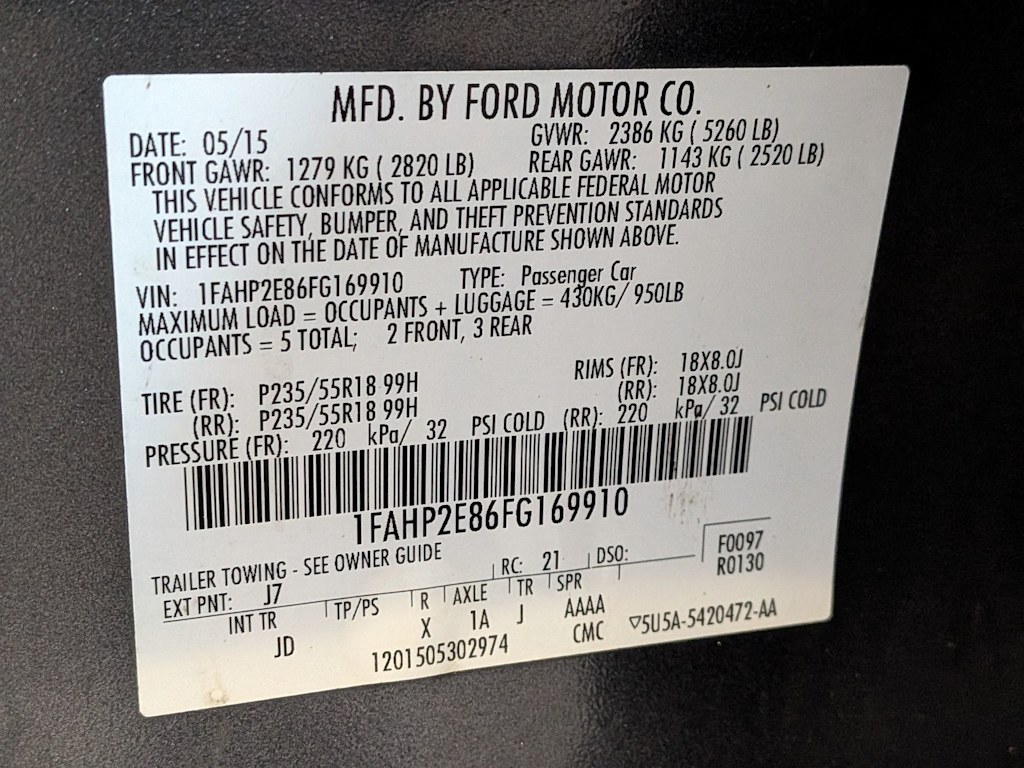 MFD. BY FORD MOTOR CO.
DATE: 05/15 GVWR: 2386 KG ( 5260 LB)
FRONT GAWR: 1279 KG ( 2820 LB) REAR GAWR: 1143 KG ( 2520 LB)
THIS VEHICLE CONFORMS TO ALL APPLICABLE FEDERAL MOTOR
VEHICLE SAFETY, BUMPER, AND THEFT PREVENTION STANDARDS
IN EFFECT ON THE DATE OF MANUFACTURE SHOWN ABOVE.
VIN: 1FAHP2E86FG169910 TYPE: Passenger Car
MAXIMUM LOAD = OCCUPANTS + LUGGAGE = 430KG/ 950LB
OCCUPANTS = 5 TOTAL; 2 FRONT, 3 REAR
TIRE (FR): P235/55R18 99H RIMS (FR): 18X8.0J
(RR): P235/55R18 99H (RR): 18X8.0J
PRESSURE (FR): 220 kPa/ 32 PSI COLD (RR): 220 kPa/ 32 PSI COLD
1FAHP2E86FG169910
TRAILER TOWING - SEE OWNER GUIDE F0097
EXT PNT: J7 RC: 21 DSO: R0130
INT TR TP/PS R AXLE TR SPR
JD X 1A J AAAA
1201505302974 CMC ▽5U5A-5420472-AA